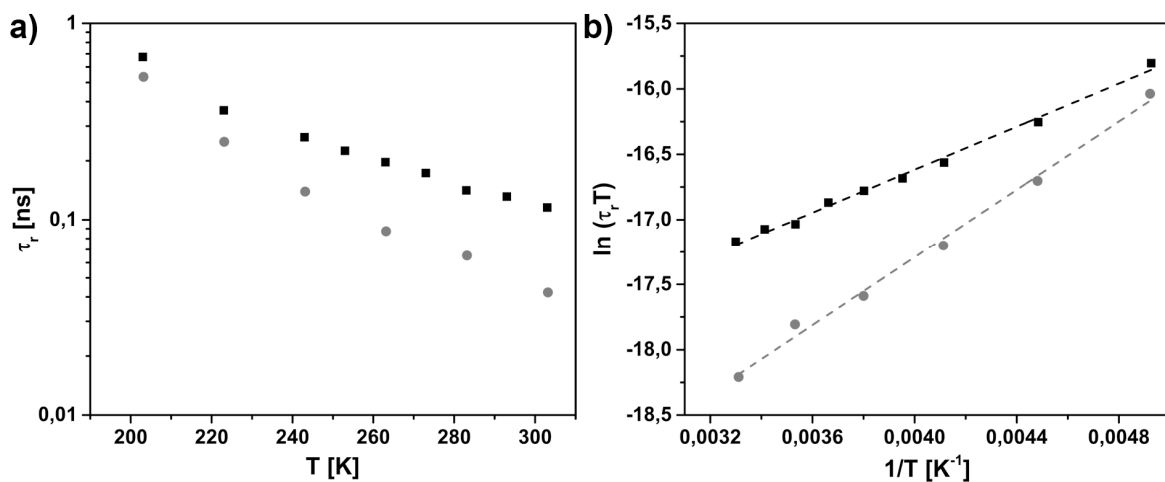 a)
1
0,1
0,01
τr [ns]
200 220 240 260 280 300
T [K]
b)
-15,5
-16,0
-16,5
-17,0
-17,5
-18,0
-18,5
ln (τrT)
0,0032 0,0036 0,0040 0,0044 0,0048
1/T [K-1]